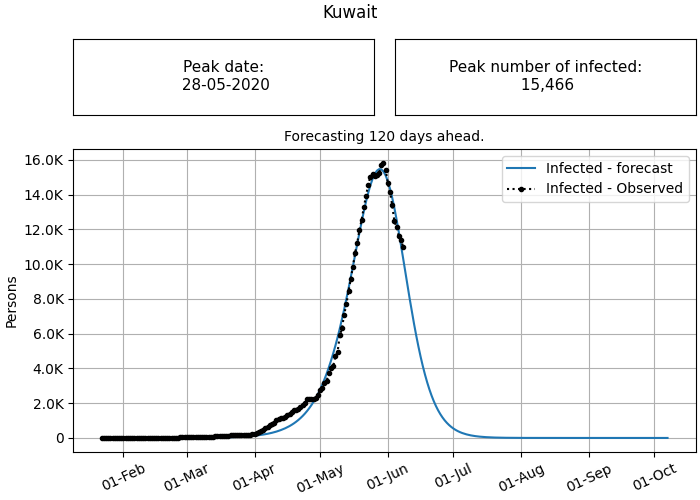 Kuwait
Peak date:
28-05-2020
Peak number of infected:
15,466
Forecasting 120 days ahead.
Infected - forecast
Infected - Observed
Persons
16.0K
14.0K
12.0K
10.0K
8.0K
6.0K
4.0K
2.0K
0
01-Feb
01-Mar
01-Apr
01-May
01-Jun
01-Jul
01-Aug
01-Sep
01-Oct